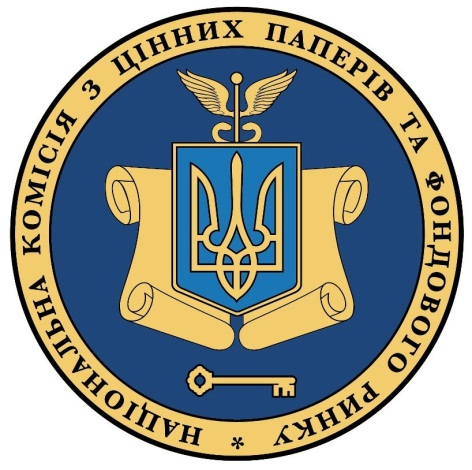 НАЦІОНАЛЬНА КОМІСІЯ З ЦІННИХ ПАПЕРІВ ТА ФОНДОВОГО РИНКУ *